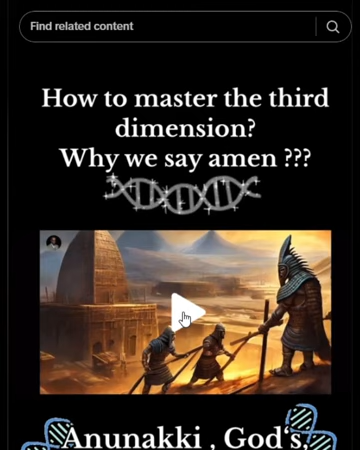 Find related content
How to master the third
dimension?
Why we say amen ???
Anunakki , God's,